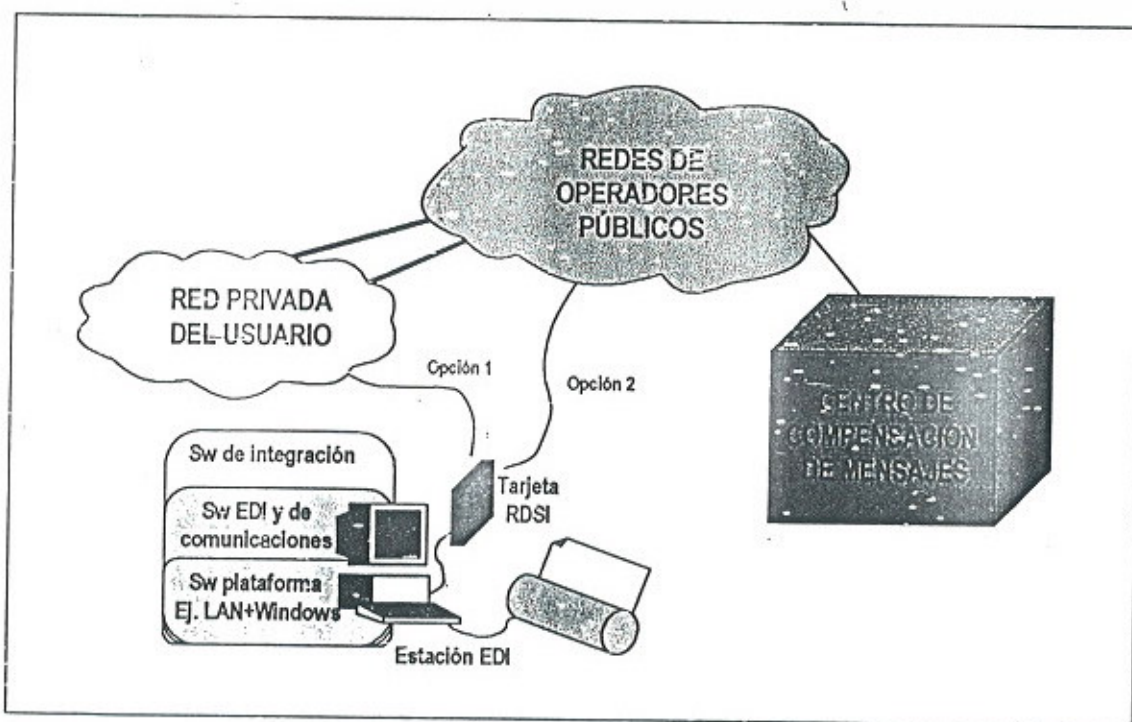 REDES DE
OPERADORES
PÚBLICOS
RED PRIVADA
DEL-USUARIO
Opción 1
Opción 2
CENTRO DE
COMPENSACION
DE MENSAJES
Sw de integración
Tarjeta
RDSI
Sw EDI y de
comunicaciones
Sw plataforma
Ej. LAN+Windows
Estación EDI